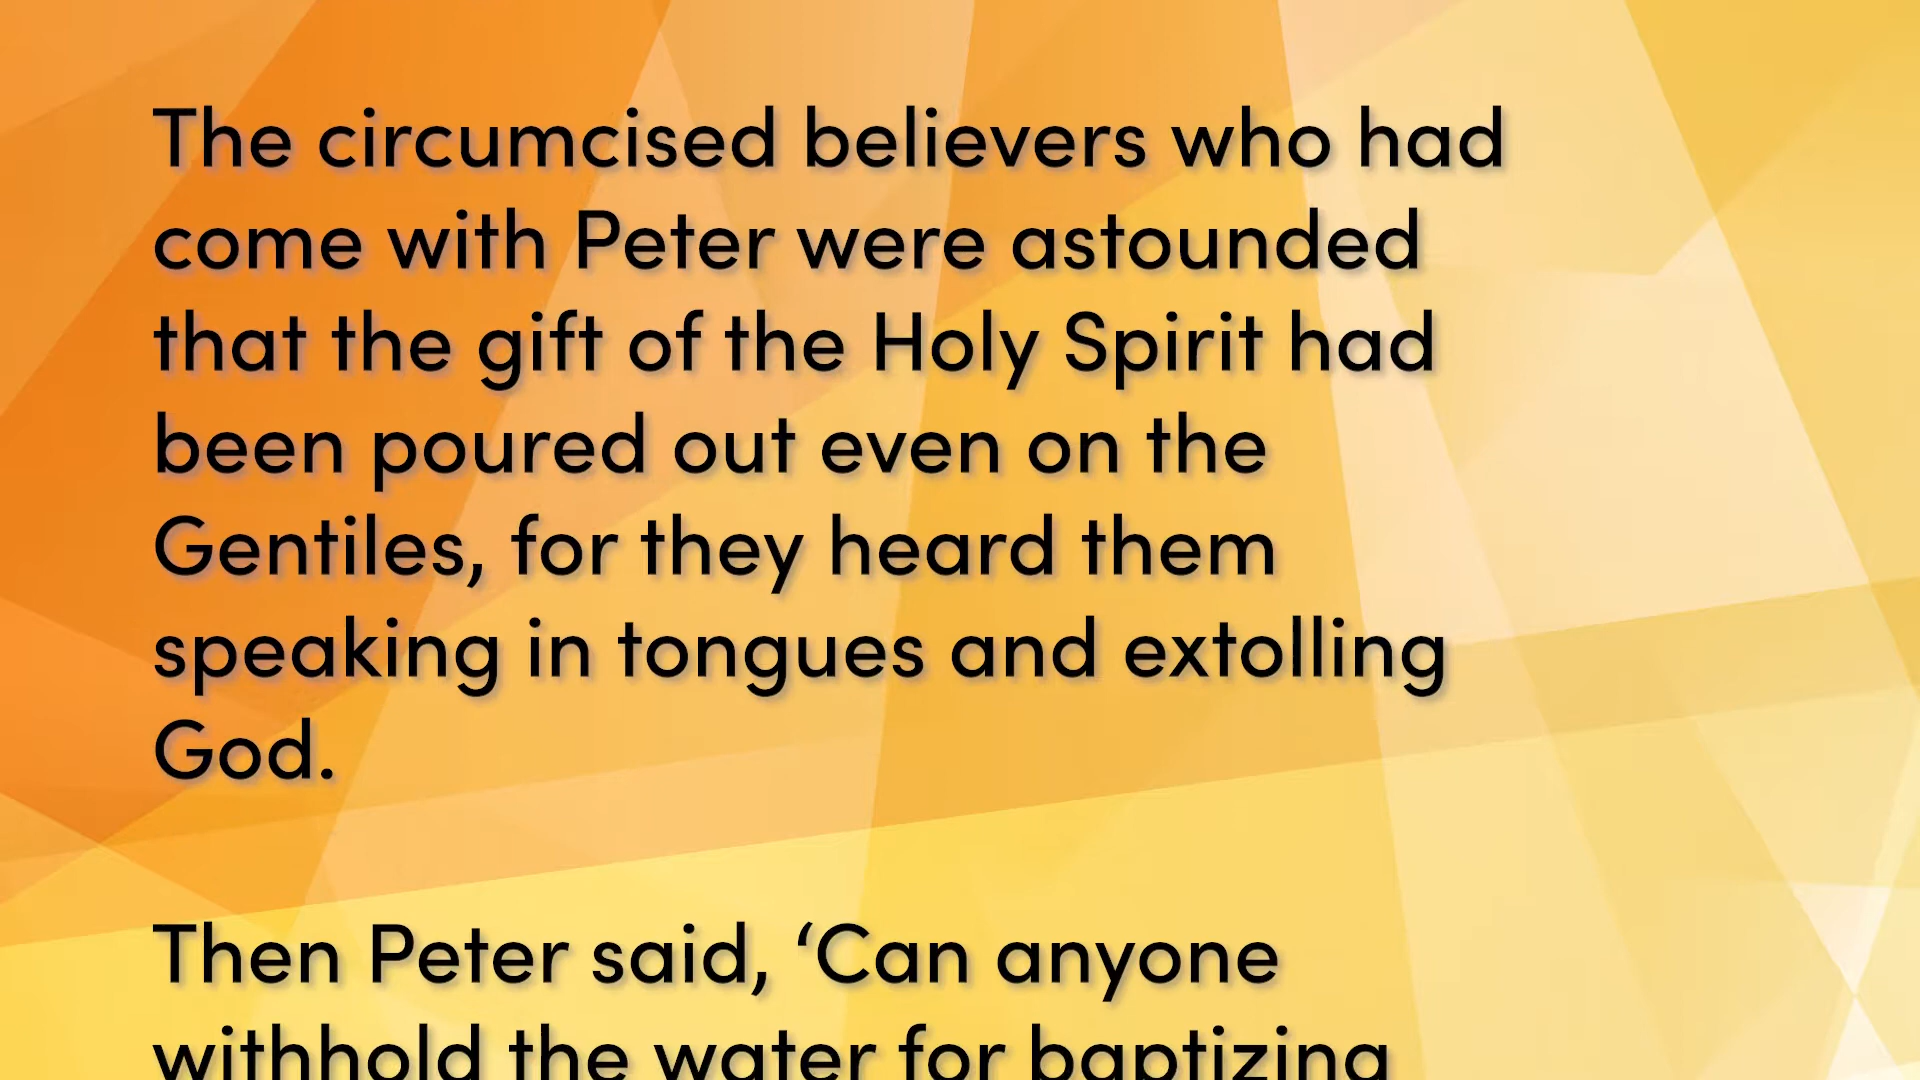 The circumcised believers who had
come with Peter were astounded
that the gift of the Holy Spirit had
been poured out even on the
Gentiles, for they heard them
speaking in tongues and extolling
God.
Then Peter said, ‘Can anyone
withhold the water for baptizing